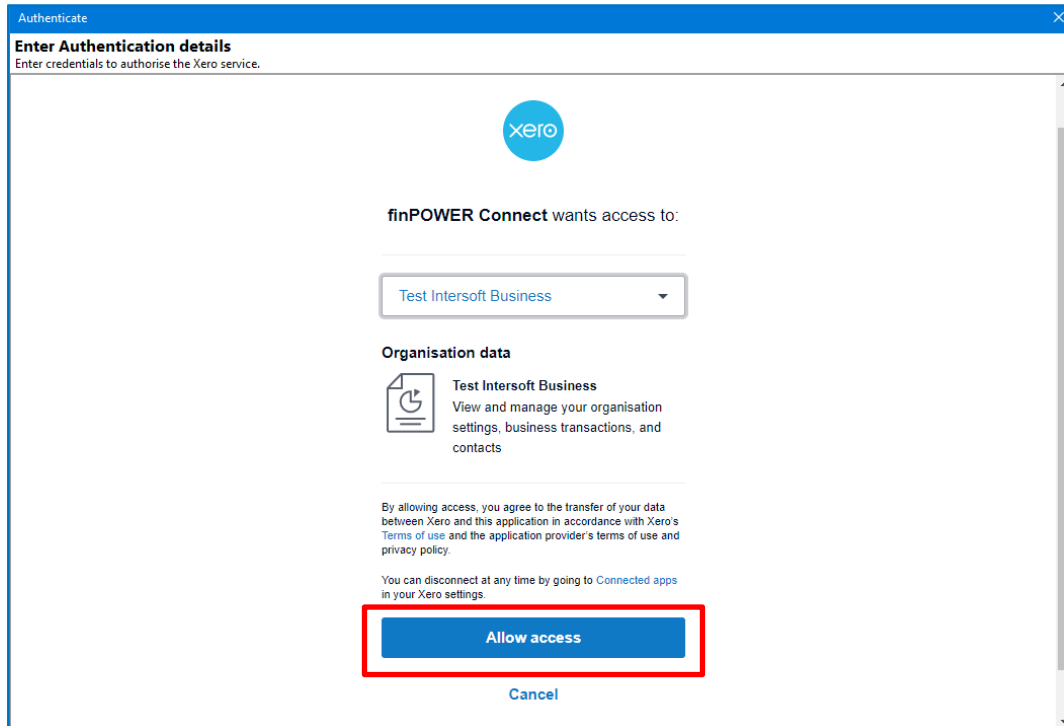 Authenticate
Enter Authentication details
Enter credentials to authorise the Xero service.
xero
finPOWER Connect wants access to:
Test Intersoft Business
Organisation data
Test Intersoft Business
View and manage your organisation
settings, business transactions, and
contacts
By allowing access, you agree to the transfer of your data
between Xero and this application in accordance with Xero's
Terms of use and the application provider's terms of use and
privacy policy.
You can disconnect at any time by going to Connected apps
in your Xero settings.
Allow access
Cancel